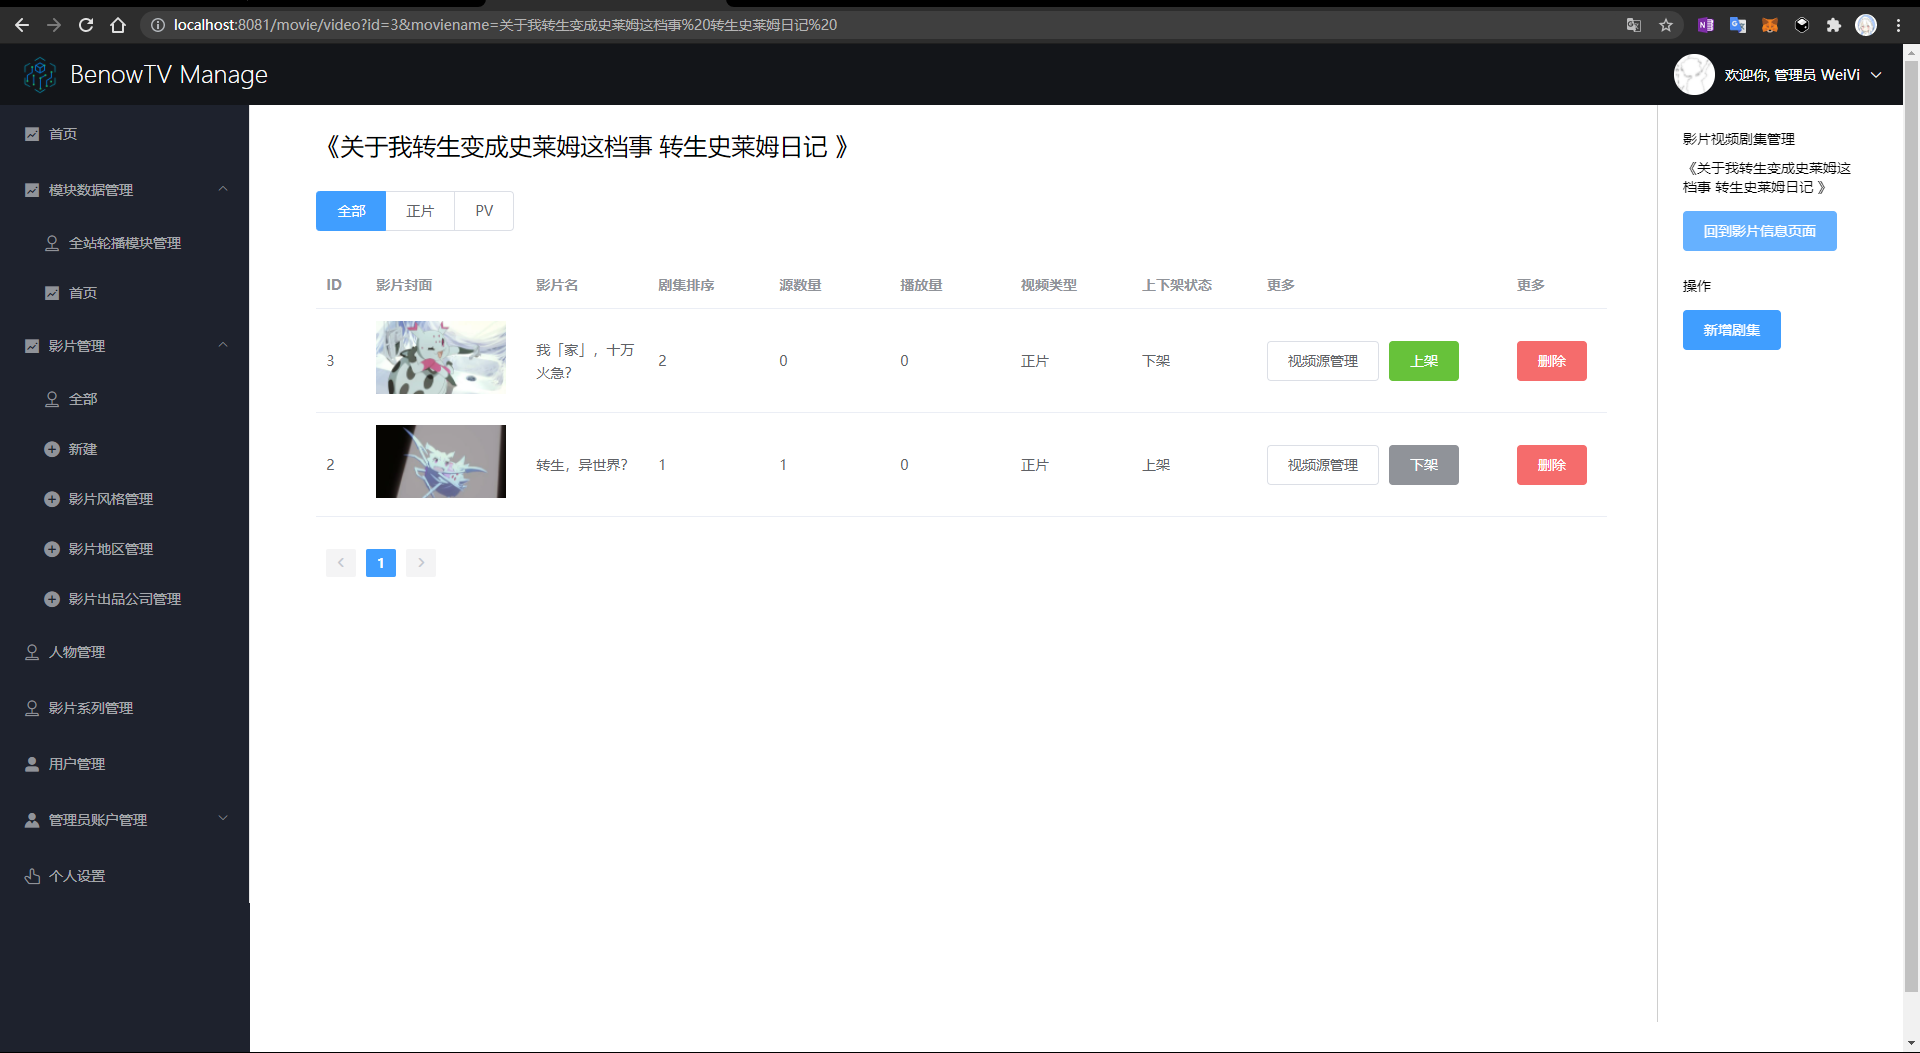 localhost:8081/movie/video?id=3&moviename=关于我转生变成史莱姆这档事%20转生史莱姆日记%20
BenowTV Manage
欢迎你, 管理员 WeiVi
首页
模块数据管理
全站轮播模块管理
首页
影片管理
全部
新建
影片风格管理
影片地区管理
影片出品公司管理
人物管理
影片系列管理
用户管理
管理员账户管理
个人设置
《关于我转生变成史莱姆这档事 转生史莱姆日记 》
全部 正片 PV
ID 影片封面 影片名 剧集排序 源数量 播放量 视频类型 上下架状态 更多 更多
3 我「家」，十万
火急？ 2 0 0 正片 下架 视频源管理 上架 删除
2 转生，异世界？ 1 1 0 正片 上架 视频源管理 下架 删除
1
影片视频剧集管理
《关于我转生变成史莱姆这
档事 转生史莱姆日记 》
回到影片信息页面
操作
新增剧集